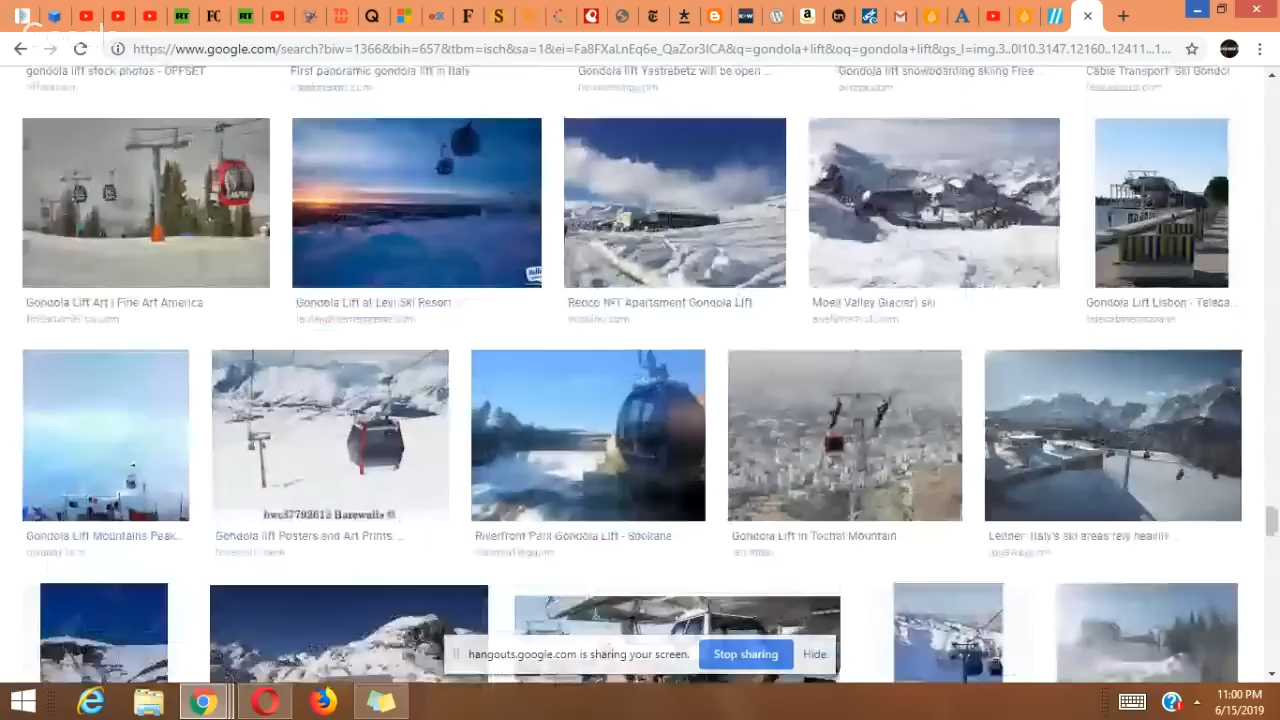 https://www.google.com/search?biw=1366&bih=657&tbm=isch&sa=1&ei=Fa8FXaLnEq6e_QaZor3ICA&q=gondola+lift&oq=gondola+lift&gs_l=img.3..0l10.3147.12160..12411...1...
gondola lift stock photos - OFFSET
First panoramic gondola lift in Italy
Gondola lift Yastrebetz will be open ...
Gondola lift snowboarding skiing Free ...
Cable Transport: Ski Gondol
Gondola Lift Art | Fine Art America
Gondola Lift at Levi Ski Resort
Gondola Lift
Moell Valley Glacier) ski
Gondola Lift Lisbon - Teleca...
Gondola Lift Mountains Peak...
hwc37792612 Barewalls ©
Gondola lift Posters and Art Prints ...
Riverfront Park Gondola Lift - Spokane
Gondola Lift in Tochal Mountain
Leitner: Italy's ski areas rely heavily ...
hangouts.google.com is sharing your screen.
Stop sharing
Hide
11:00 PM
6/15/2019